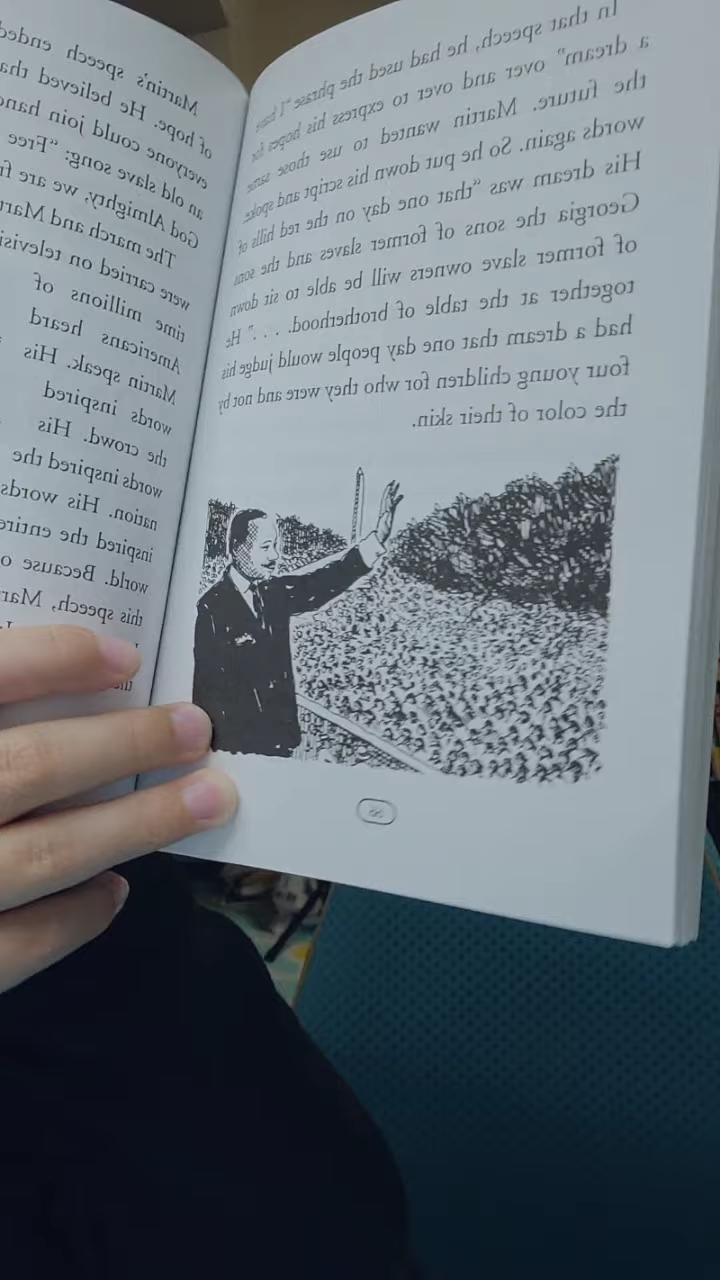 In that speech, he had used the phrase "I have
a dream" over and over to express his hopes for
the future. Martin wanted to use those same
words again. So he put down his script and spoke.
His dream was "that one day on the red hills of
Georgia the sons of former slaves and the sons
of former slave owners will be able to sit down
together at the table of brotherhood. . . ." He
had a dream that one day people would judge his
four young children for who they were and not by
the color of their skin.
Martin's speech ended
of hope. He believed
everyone could join
an old slave song: "Free
God Almighty, we are
The march and
were carried on
time millions of
Americans heard
Martin speak. His
words inspired
the crowd. His
words inspired the
nation. His words
inspired the entire
world. Because
this speech,